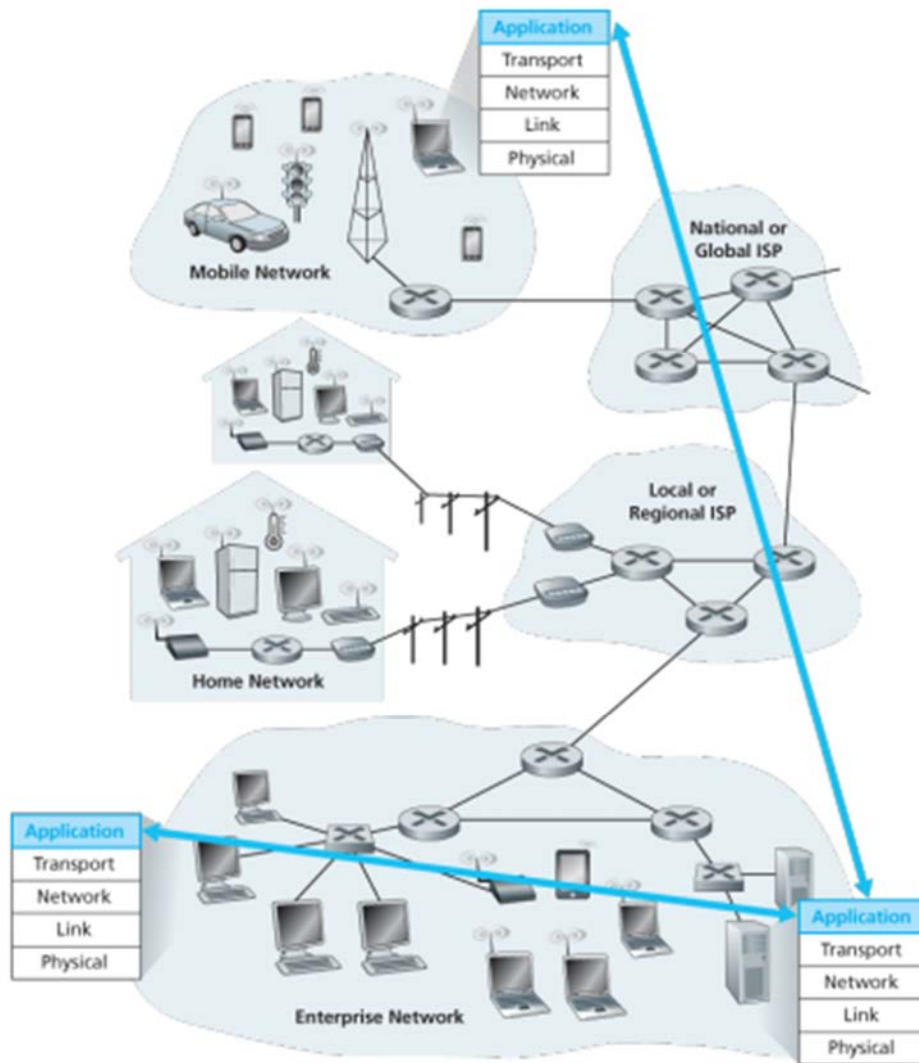 Application
Transport
Network
Link
Physical
National or
Global ISP
Mobile Network
Local or
Regional ISP
Home Network
Application
Transport
Network
Link
Physical
Application
Transport
Network
Link
Physical
Enterprise Network